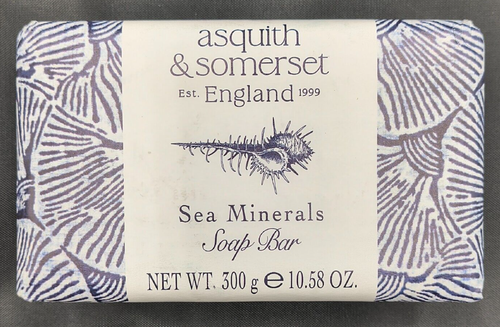 asquith
& somerset
Est. England 1999
Sea Minerals
Soap Bar
NET WT. 300 g ℮ 10.58 OZ.